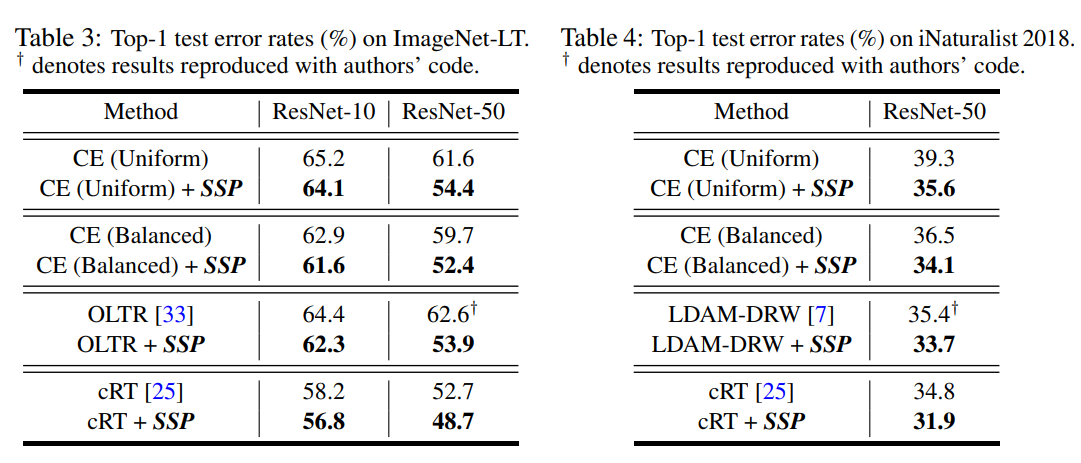 Table 3: Top-1 test error rates (%) on ImageNet-LT.
† denotes results reproduced with authors' code.
Method ResNet-10 ResNet-50
CE (Uniform) 65.2 61.6
CE (Uniform) + SSP 64.1 54.4
CE (Balanced) 62.9 59.7
CE (Balanced) + SSP 61.6 52.4
OLTR [33] 64.4 62.6†
OLTR + SSP 62.3 53.9
cRT [25] 58.2 52.7
cRT + SSP 56.8 48.7
Table 4: Top-1 test error rates (%) on iNaturalist 2018.
† denotes results reproduced with authors' code.
Method ResNet-50
CE (Uniform) 39.3
CE (Uniform) + SSP 35.6
CE (Balanced) 36.5
CE (Balanced) + SSP 34.1
LDAM-DRW [7] 35.4†
LDAM-DRW + SSP 33.7
cRT [25] 34.8
cRT + SSP 31.9